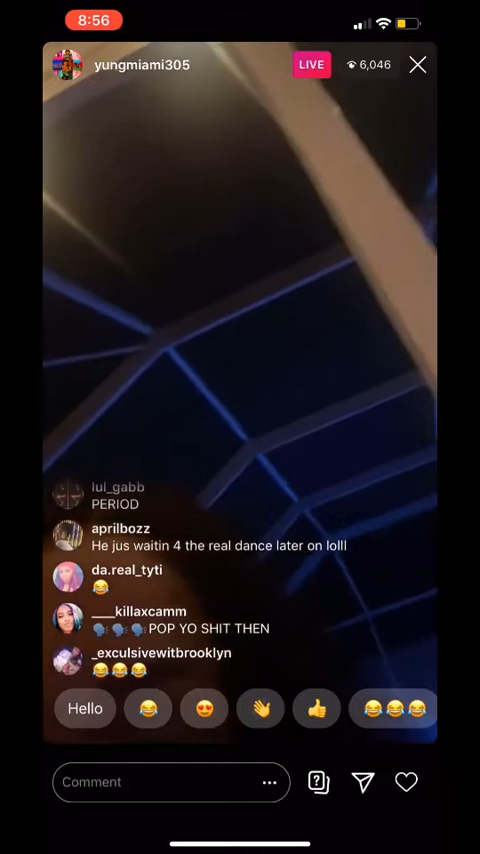 8:56
yungmiami305
LIVE
6,046
lul_gabb
PERIOD
aprilbozz
He jus waitin 4 the real dance later on lolll
da.real_tyti
😂
___killaxcamm
🗣🗣🗣POP YO SHIT THEN
_exculsivewitbrooklyn
😂😂😂
Hello 😂 😍 👋 👍 😂😂😂
Comment